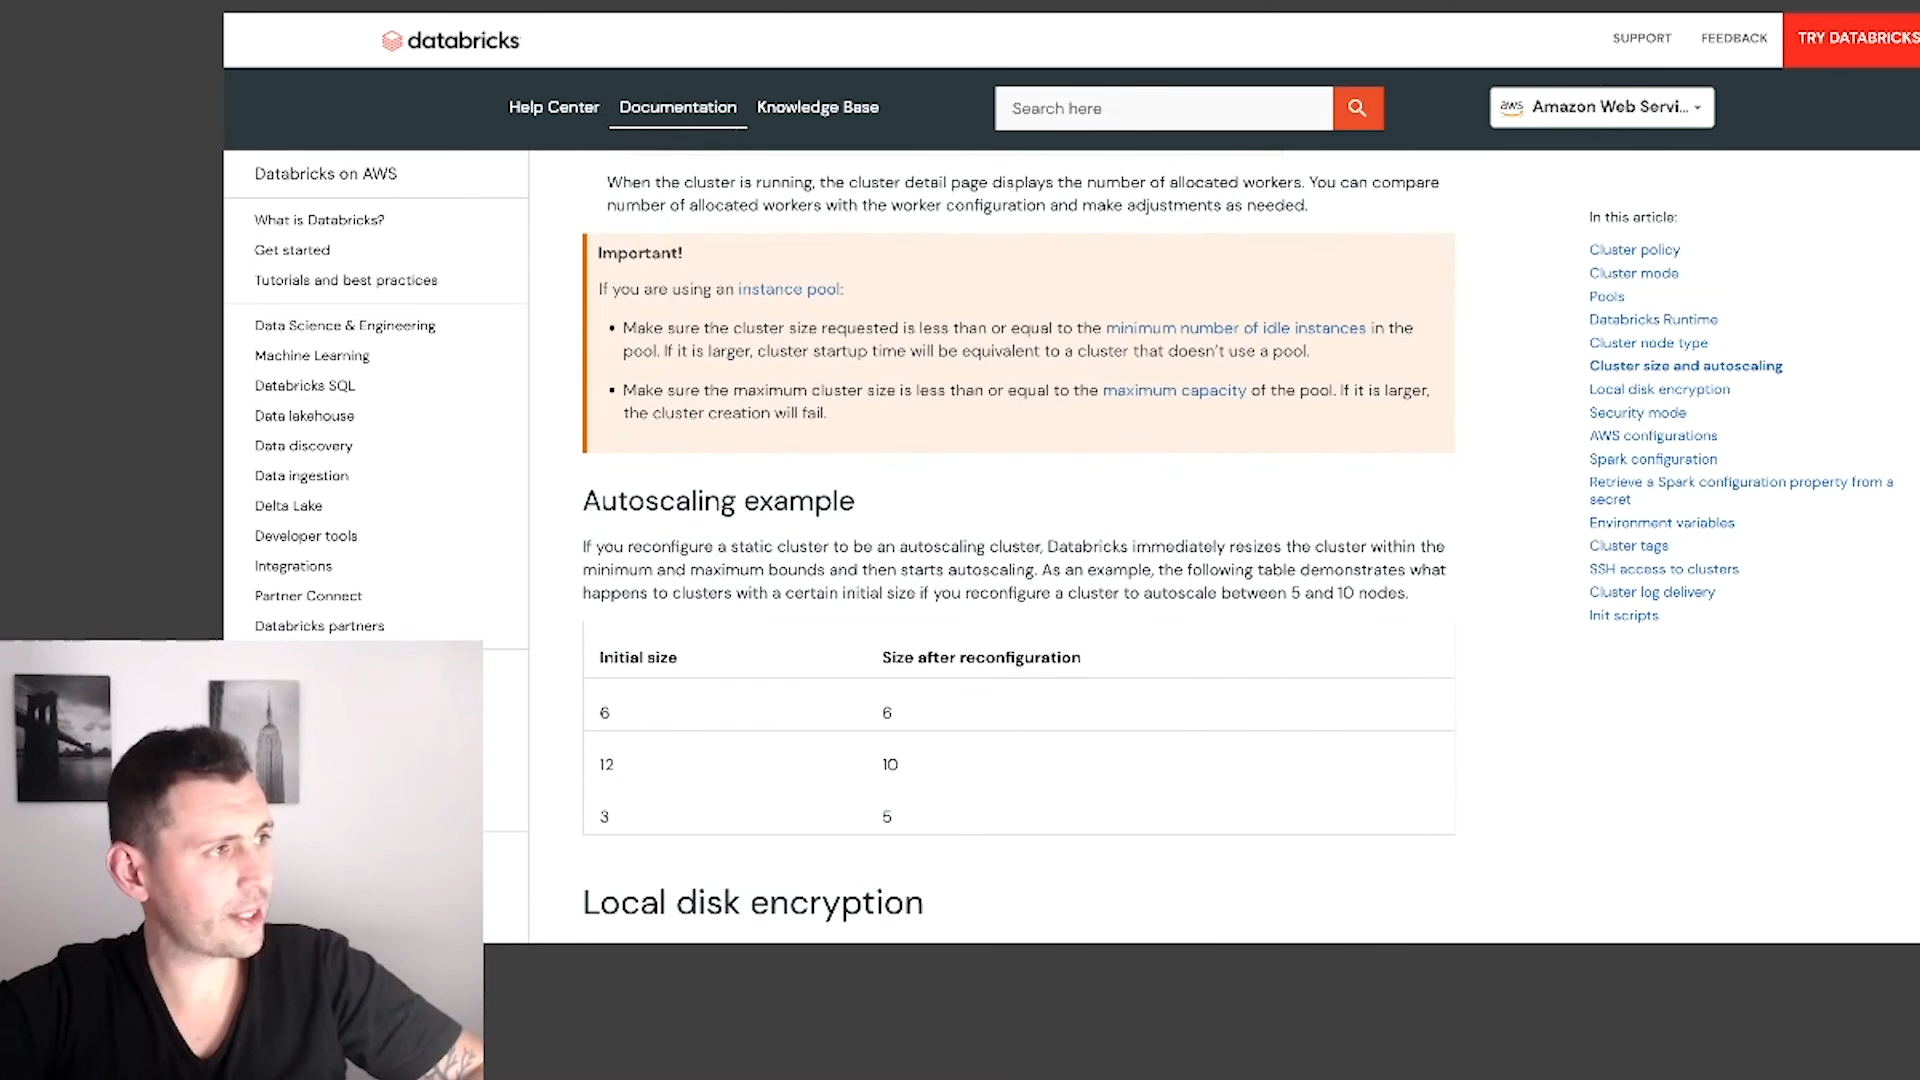 databricks
SUPPORT
FEEDBACK
TRY DATABRICKS
Help Center
Documentation
Knowledge Base
Search here
aws Amazon Web Servi...
Databricks on AWS
What is Databricks?
Get started
Tutorials and best practices
Data Science & Engineering
Machine Learning
Databricks SQL
Data lakehouse
Data discovery
Data ingestion
Delta Lake
Developer tools
Integrations
Partner Connect
Databricks partners
When the cluster is running, the cluster detail page displays the number of allocated workers. You can compare
number of allocated workers with the worker configuration and make adjustments as needed.
Important!
If you are using an instance pool:
• Make sure the cluster size requested is less than or equal to the minimum number of idle instances in the
pool. If it is larger, cluster startup time will be equivalent to a cluster that doesn't use a pool.
• Make sure the maximum cluster size is less than or equal to the maximum capacity of the pool. If it is larger,
the cluster creation will fail.
Autoscaling example
If you reconfigure a static cluster to be an autoscaling cluster, Databricks immediately resizes the cluster within the
minimum and maximum bounds and then starts autoscaling. As an example, the following table demonstrates what
happens to clusters with a certain initial size if you reconfigure a cluster to autoscale between 5 and 10 nodes.
Initial size Size after reconfiguration
6 6
12 10
3 5
Local disk encryption
In this article:
Cluster policy
Cluster mode
Pools
Databricks Runtime
Cluster node type
Cluster size and autoscaling
Local disk encryption
Security mode
AWS configurations
Spark configuration
Retrieve a Spark configuration property from a
secret
Environment variables
Cluster tags
SSH access to clusters
Cluster log delivery
Init scripts